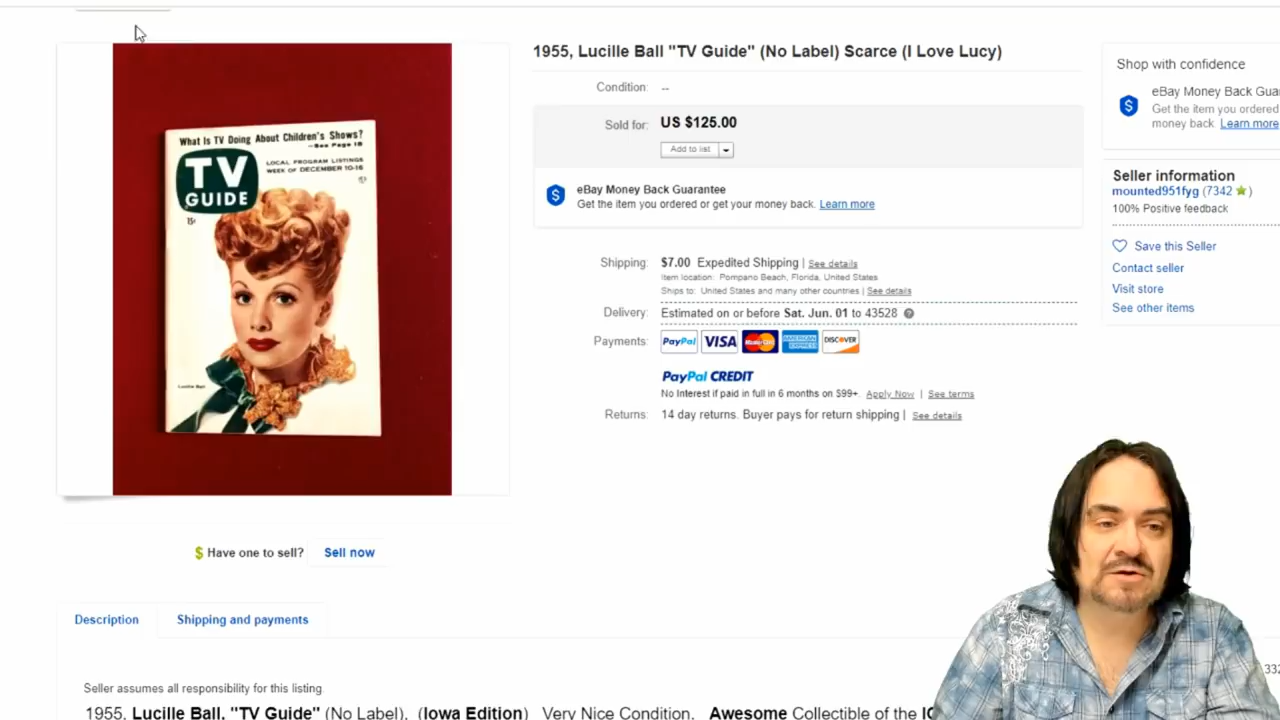 1955, Lucille Ball "TV Guide" (No Label) Scarce (I Love Lucy)
Condition: --
Sold for: US $125.00
Add to list
eBay Money Back Guarantee
Get the item you ordered or get your money back. Learn more
Shipping: $7.00 Expedited Shipping | See details
Item location: Pompano Beach, Florida, United States
Ships to: United States and many other countries | See details
Delivery: Estimated on or before Sat. Jun. 01 to 43528
Payments: PayPal VISA MasterCard AMERICAN EXPRESS DISCOVER
PayPal CREDIT
No Interest if paid in full in 6 months on $99+ Apply Now | See terms
Returns: 14 day returns. Buyer pays for return shipping | See details
Shop with confidence
eBay Money Back Gua
Get the item you ordered
money back. Learn more
Seller information
mounted951fyg (7342)
100% Positive feedback
Save this Seller
Contact seller
Visit store
See other items
What Is TV Doing About Children's Shows?
—See Page 18
TV
GUIDE
LOCAL PROGRAM LISTINGS
WEEK OF DECEMBER 10-16
15¢
Lucille Ball
$ Have one to sell? Sell now
Description
Shipping and payments
Seller assumes all responsibility for this listing.
332
1955, Lucille Ball, "TV Guide" (No Label), (Iowa Edition) Very Nice Condition, Awesome Collectible of the IC